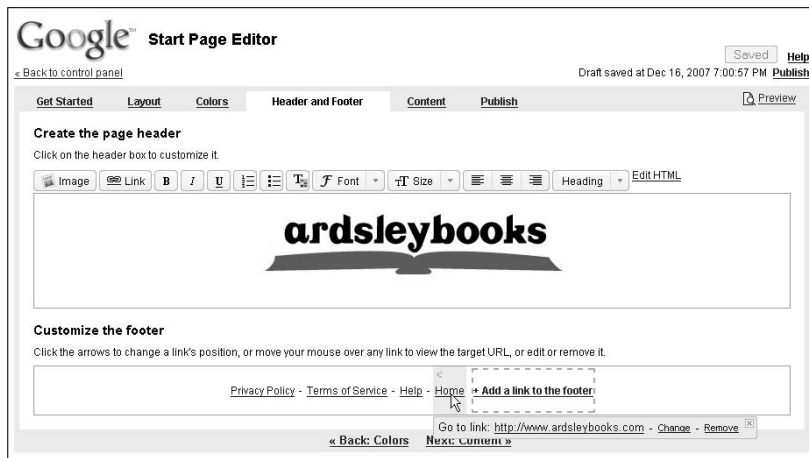 Google™ Start Page Editor
Saved Help
« Back to control panel
Draft saved at Dec 16, 2007 7:00:57 PM Publish
Get Started Layout Colors Header and Footer Content Publish Preview
Create the page header
Click on the header box to customize it.
Image Link B I U T Font TT Size Heading Edit HTML
ardsleybooks
Customize the footer
Click the arrows to change a link's position, or move your mouse over any link to view the target URL, or edit or remove it.
<
Privacy Policy - Terms of Service - Help - Home + Add a link to the footer
Go to link: http://www.ardsleybooks.com - Change - Remove
« Back: Colors Next: Content »